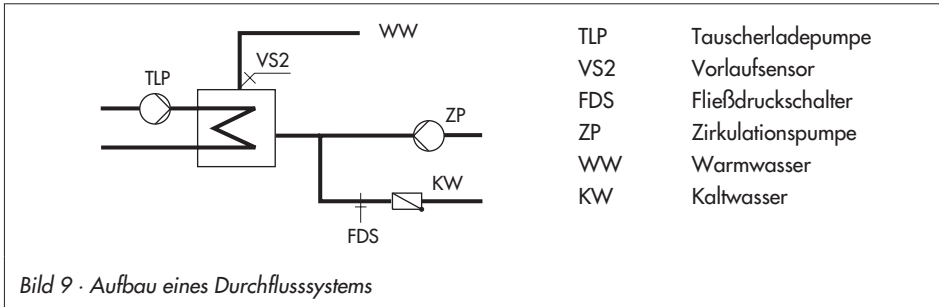 WW
VS2
TLP
ZP
KW
FDS
TLP Tauscherladepumpe
VS2 Vorlaufsensor
FDS Fließdruckschalter
ZP Zirkulationspumpe
WW Warmwasser
KW Kaltwasser
Bild 9 · Aufbau eines Durchflusssystems